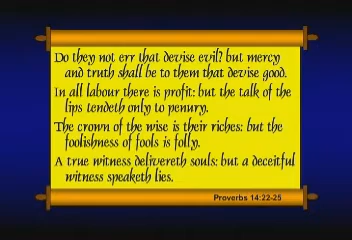 Do they not err that devise evil? but mercy
and truth shall be to them that devise good.
In all labour there is profit: but the talk of the
lips tendeth only to penury.
The crown of the wise is their riches: but the
foolishness of fools is folly.
A true witness delivereth souls: but a deceitful
witness speaketh lies.
Proverbs 14:22-25